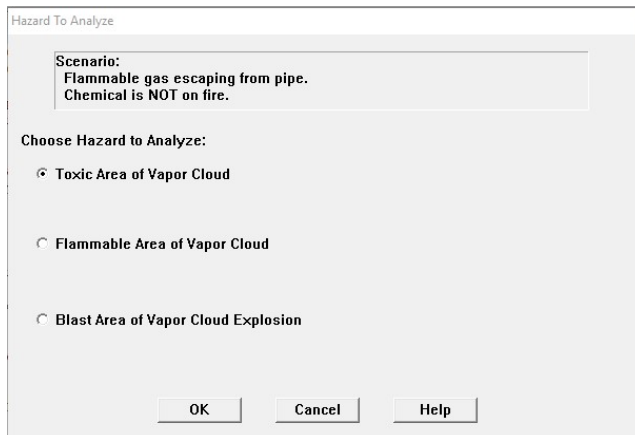 Hazard To Analyze
Scenario:
Flammable gas escaping from pipe.
Chemical is NOT on fire.
Choose Hazard to Analyze:
Toxic Area of Vapor Cloud
Flammable Area of Vapor Cloud
Blast Area of Vapor Cloud Explosion
OK Cancel Help